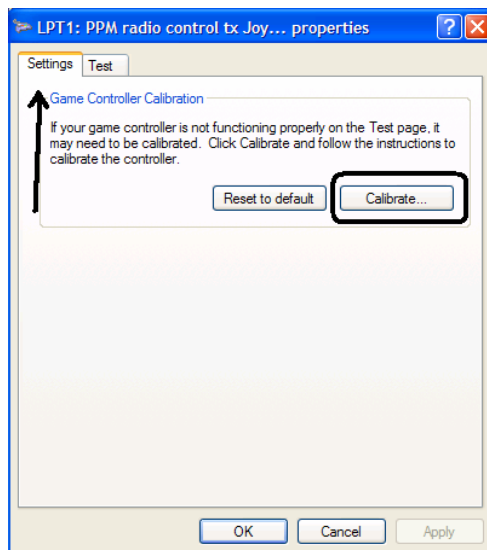 LPT1: PPM radio control tx Joy... properties
Settings Test
Game Controller Calibration
If your game controller is not functioning properly on the Test page, it
may need to be calibrated. Click Calibrate and follow the instructions to
calibrate the controller.
Reset to default Calibrate...
OK Cancel Apply